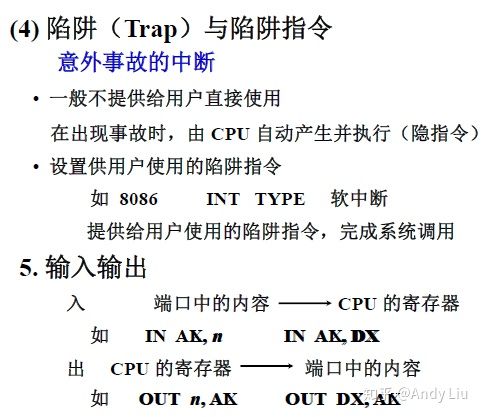 (4) 陷阱（Trap）与陷阱指令
意外事故的中断
• 一般不提供给用户直接使用
在出现事故时，由 CPU 自动产生并执行（隐指令）
• 设置供用户使用的陷阱指令
如 8086 INT TYPE 软中断
提供给用户使用的陷阱指令，完成系统调用
5. 输入输出
入 端口中的内容 → CPU 的寄存器
如 IN AK, n IN AK, DX
出 CPU 的寄存器 → 端口中的内容
如 OUT n, AK OUT DX, AK
知乎 @Andy Liu